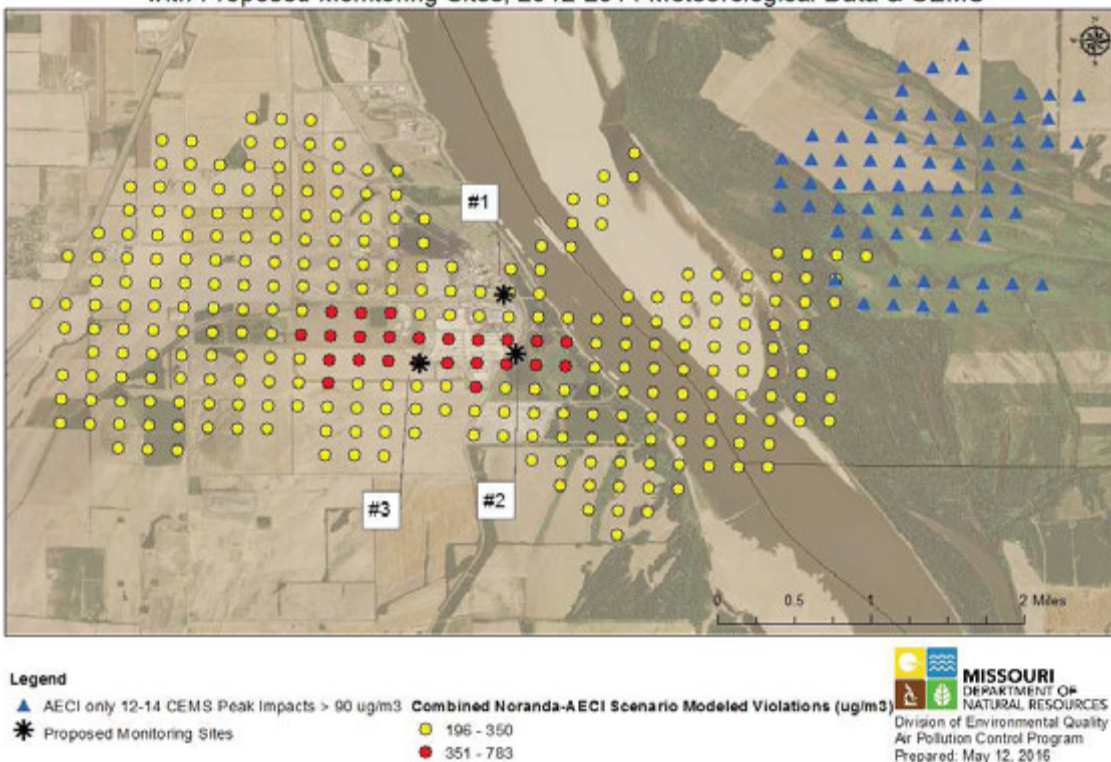 with Proposed Monitoring Sites, 2012-2014 Meteorological Data & CEMS
#1
#2
#3
0 0.5 1 2 Miles
Legend
AECI only 12-14 CEMS Peak Impacts > 90 ug/m3
Proposed Monitoring Sites
Combined Noranda-AECI Scenario Modeled Violations (ug/m3)
196 - 350
351 - 783
MISSOURI
DEPARTMENT OF
NATURAL RESOURCES
Division of Environmental Quality
Air Pollution Control Program
Prepared: May 12, 2016